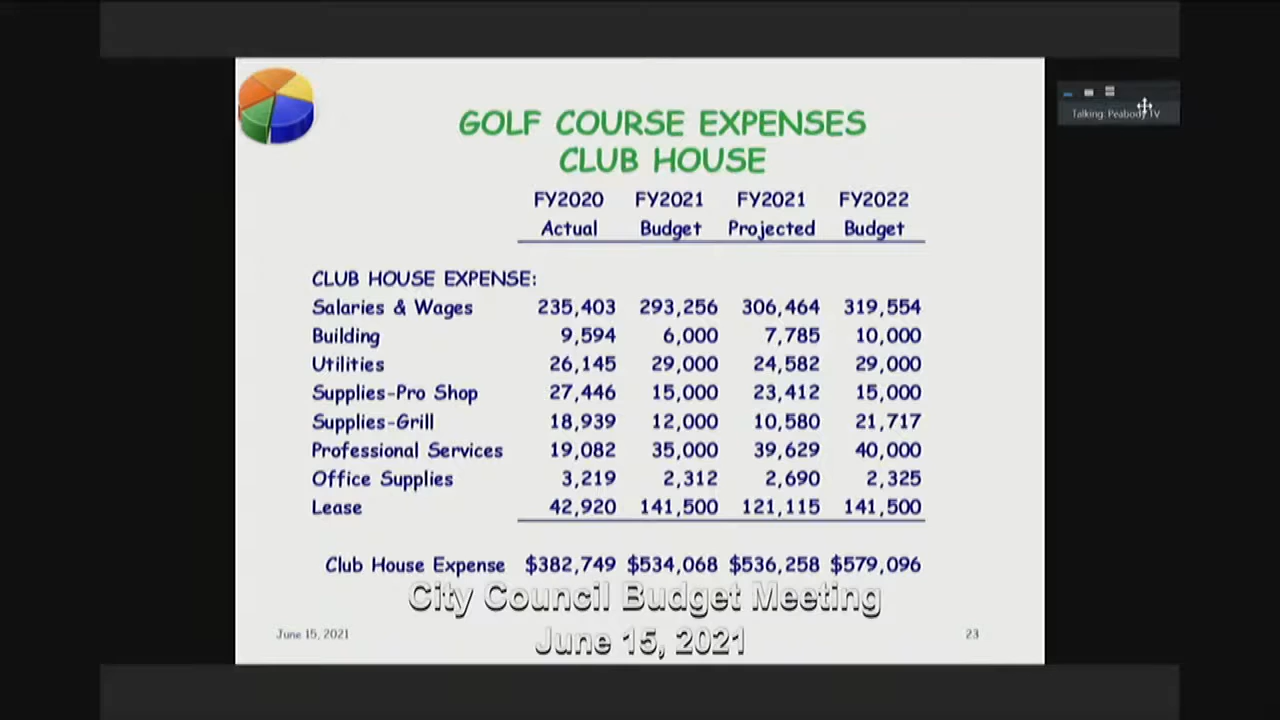 GOLF COURSE EXPENSES
CLUB HOUSE
Talking: Peabody TV
FY2020 FY2021 FY2021 FY2022
Actual Budget Projected Budget
CLUB HOUSE EXPENSE:
Salaries & Wages 235,403 293,256 306,464 319,554
Building 9,594 6,000 7,785 10,000
Utilities 26,145 29,000 24,582 29,000
Supplies-Pro Shop 27,446 15,000 23,412 15,000
Supplies-Grill 18,939 12,000 10,580 21,717
Professional Services 19,082 35,000 39,629 40,000
Office Supplies 3,219 2,312 2,690 2,325
Lease 42,920 141,500 121,115 141,500
Club House Expense $382,749 $534,068 $536,258 $579,096
City Council Budget Meeting
June 15, 2021
June 15, 2021
23